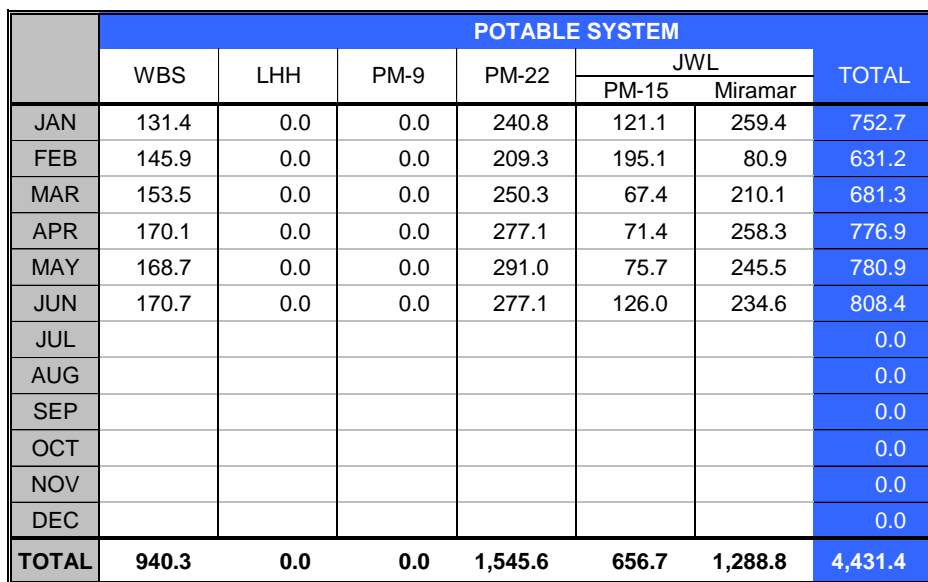 POTABLE SYSTEM
WBS LHH PM-9 PM-22 JWL TOTAL
PM-15 Miramar
JAN 131.4 0.0 0.0 240.8 121.1 259.4 752.7
FEB 145.9 0.0 0.0 209.3 195.1 80.9 631.2
MAR 153.5 0.0 0.0 250.3 67.4 210.1 681.3
APR 170.1 0.0 0.0 277.1 71.4 258.3 776.9
MAY 168.7 0.0 0.0 291.0 75.7 245.5 780.9
JUN 170.7 0.0 0.0 277.1 126.0 234.6 808.4
JUL 0.0
AUG 0.0
SEP 0.0
OCT 0.0
NOV 0.0
DEC 0.0
TOTAL 940.3 0.0 0.0 1,545.6 656.7 1,288.8 4,431.4